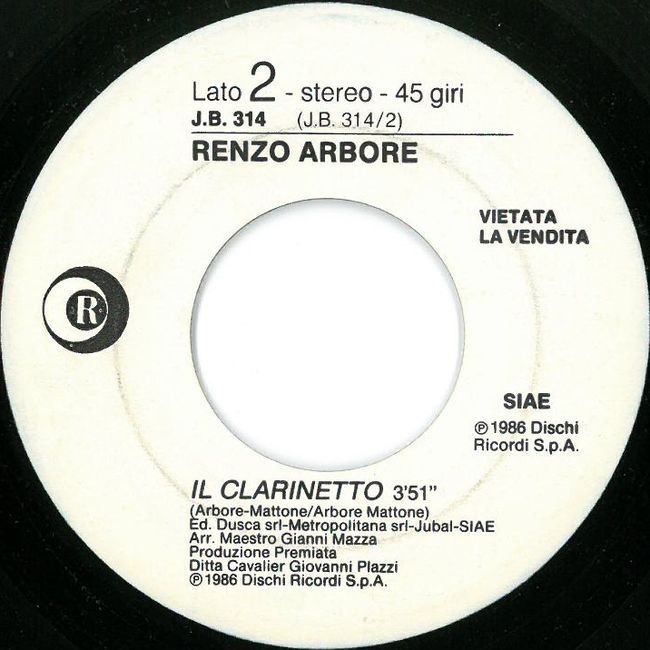 Lato 2 - stereo - 45 giri
J.B. 314 (J.B. 314/2)
RENZO ARBORE
VIETATA
LA VENDITA
R
SIAE
℗ 1986 Dischi
Ricordi S.p.A.
IL CLARINETTO 3'51"
(Arbore-Mattone/Arbore Mattone)
Ed. Dusca srl-Metropolitana srl-Jubal-SIAE
Arr. Maestro Gianni Mazza
Produzione Premiata
Ditta Cavalier Giovanni Plazzi
℗ 1986 Dischi Ricordi S.p.A.